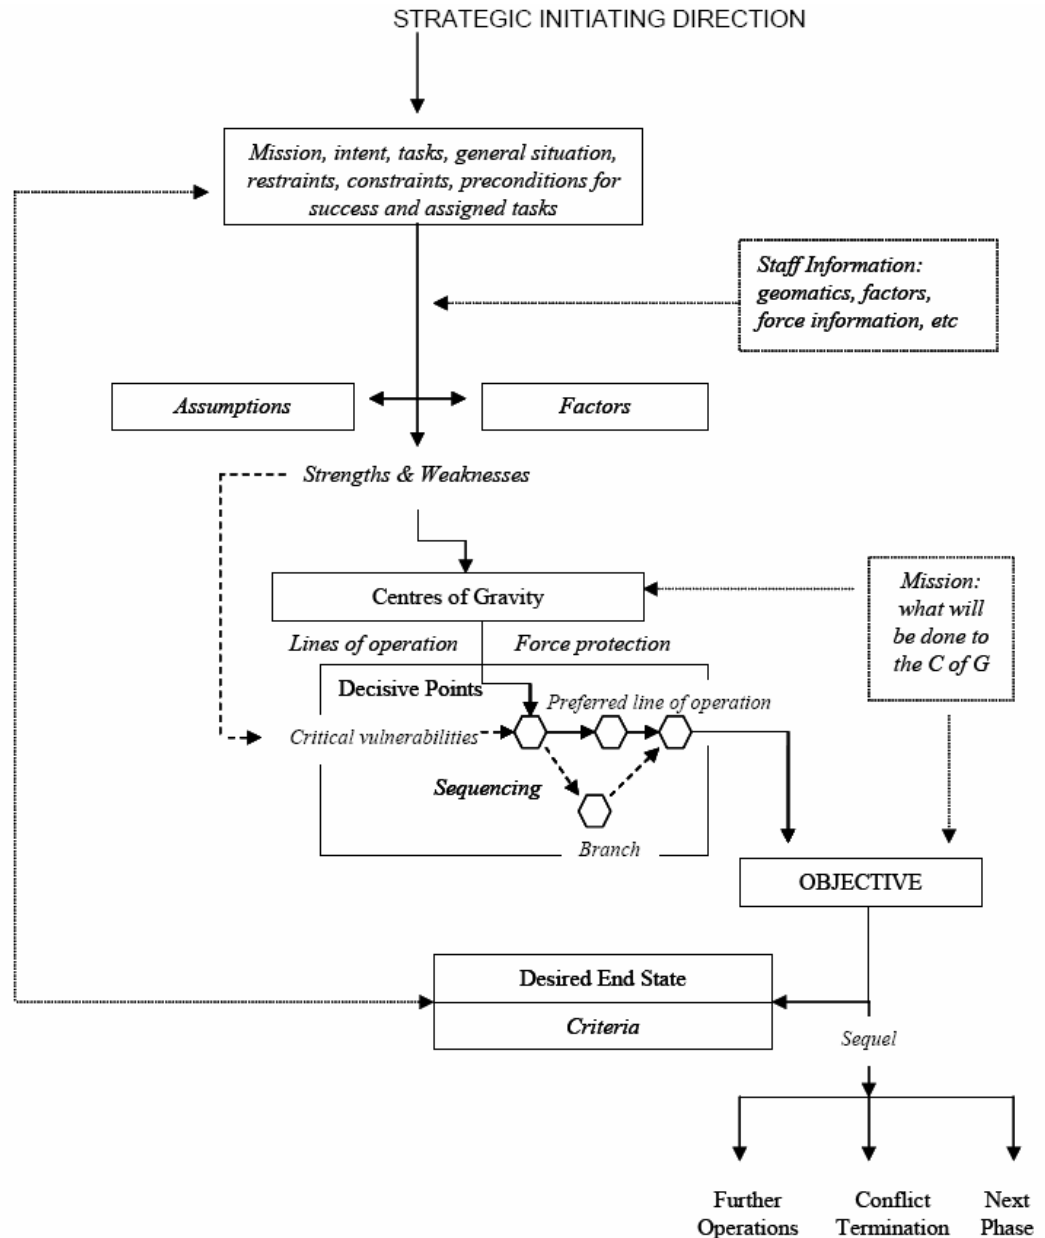 STRATEGIC INITIATING DIRECTION
Mission, intent, tasks, general situation,
restraints, constraints, preconditions for
success and assigned tasks
Staff Information:
geomatics, factors,
force information, etc
Assumptions
Factors
Strengths & Weaknesses
Centres of Gravity
Mission:
what will
be done to
the C of G
Lines of operation
Force protection
Decisive Points
Preferred line of operation
Critical vulnerabilities
Sequencing
Branch
OBJECTIVE
Desired End State
Criteria
Sequel
Further
Operations
Conflict
Termination
Next
Phase